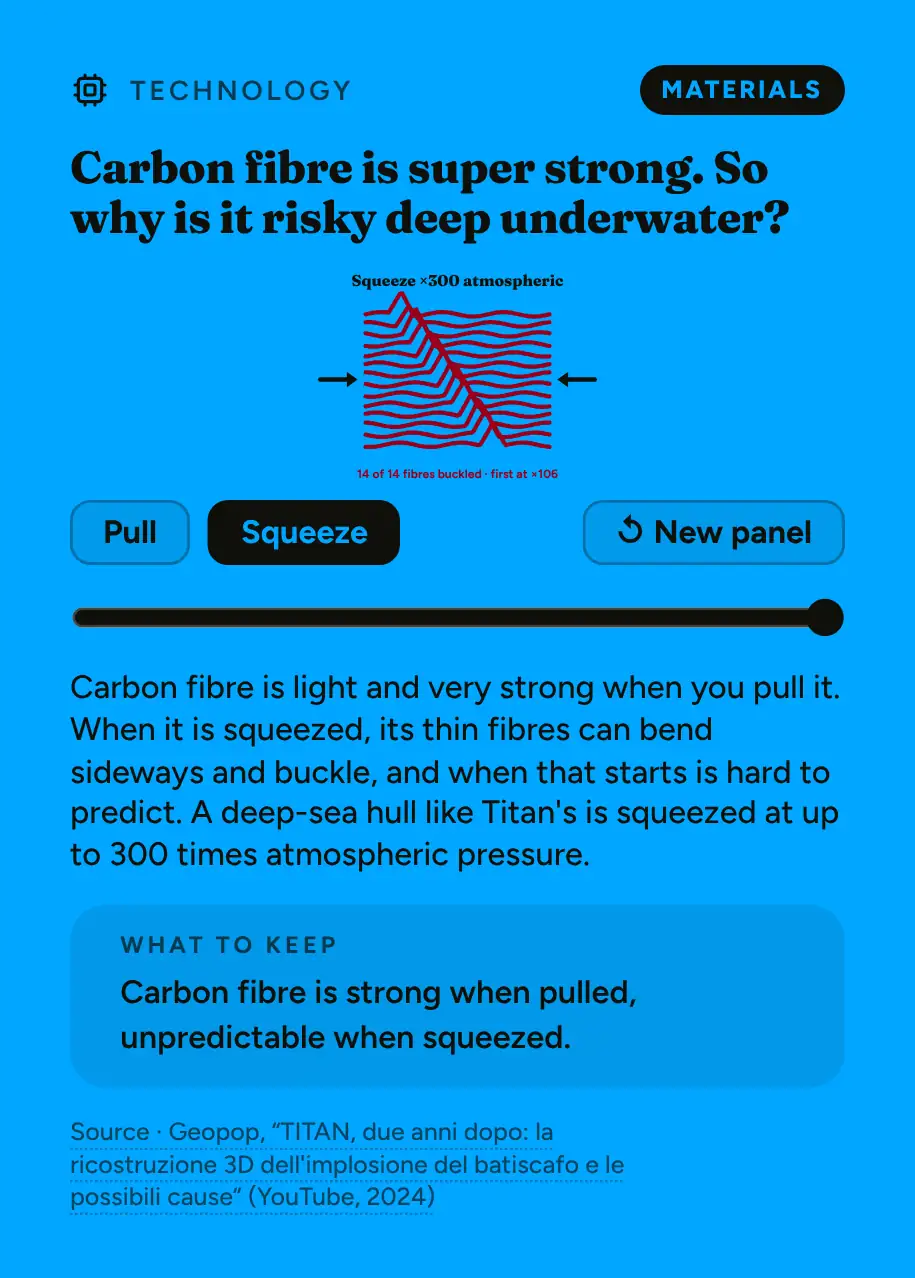 TECHNOLOGY
MATERIALS
Carbon fibre is super strong. So
why is it risky deep underwater?
Squeeze ×300 atmospheric
14 of 14 fibres buckled · first at ×106
Pull
Squeeze
New panel
Carbon fibre is light and very strong when you pull it.
When it is squeezed, its thin fibres can bend
sideways and buckle, and when that starts is hard to
predict. A deep-sea hull like Titan's is squeezed at up
to 300 times atmospheric pressure.
WHAT TO KEEP
Carbon fibre is strong when pulled,
unpredictable when squeezed.
Source · Geopop, “TITAN, due anni dopo: la
ricostruzione 3D dell'implosione del batiscafo e le
possibili cause” (YouTube, 2024)